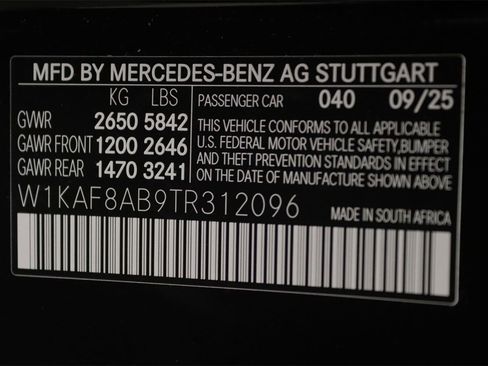 MFD BY MERCEDES-BENZ AG STUTTGART
KG LBS PASSENGER CAR 040 09/25
GVWR 2650 5842 THIS VEHICLE CONFORMS TO ALL APPLICABLE
GAWR FRONT 1200 2646 U.S. FEDERAL MOTOR VEHICLE SAFETY, BUMPER
AND THEFT PREVENTION STANDARDS IN EFFECT
GAWR REAR 1470 3241 ON THE DATE OF MANUFACTURE SHOWN ABOVE.
W1KAF8AB9TR312096 MADE IN SOUTH AFRICA